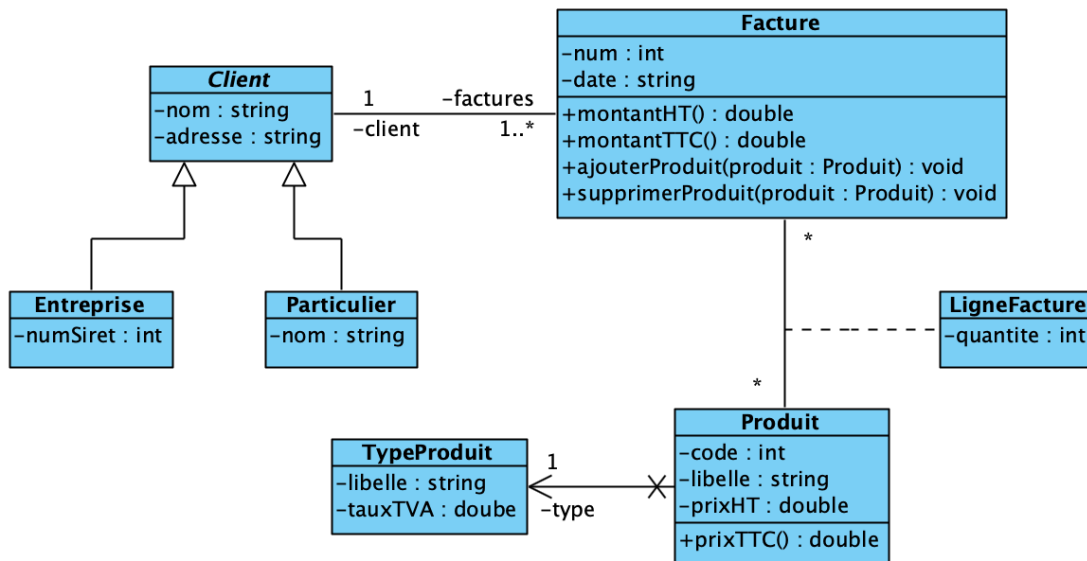 Facture
-num : int
-date : string
+montantHT() : double
+montantTTC() : double
+ajouterProduit(produit : Produit) : void
+supprimerProduit(produit : Produit) : void
Client
-nom : string
-adresse : string
1
-factures
-client
1..*
*
Entreprise
-numSiret : int
Particulier
-nom : string
LigneFacture
-quantite : int
*
Produit
-code : int
-libelle : string
-prixHT : double
+prixTTC() : double
TypeProduit
-libelle : string
-tauxTVA : doube
1
-type